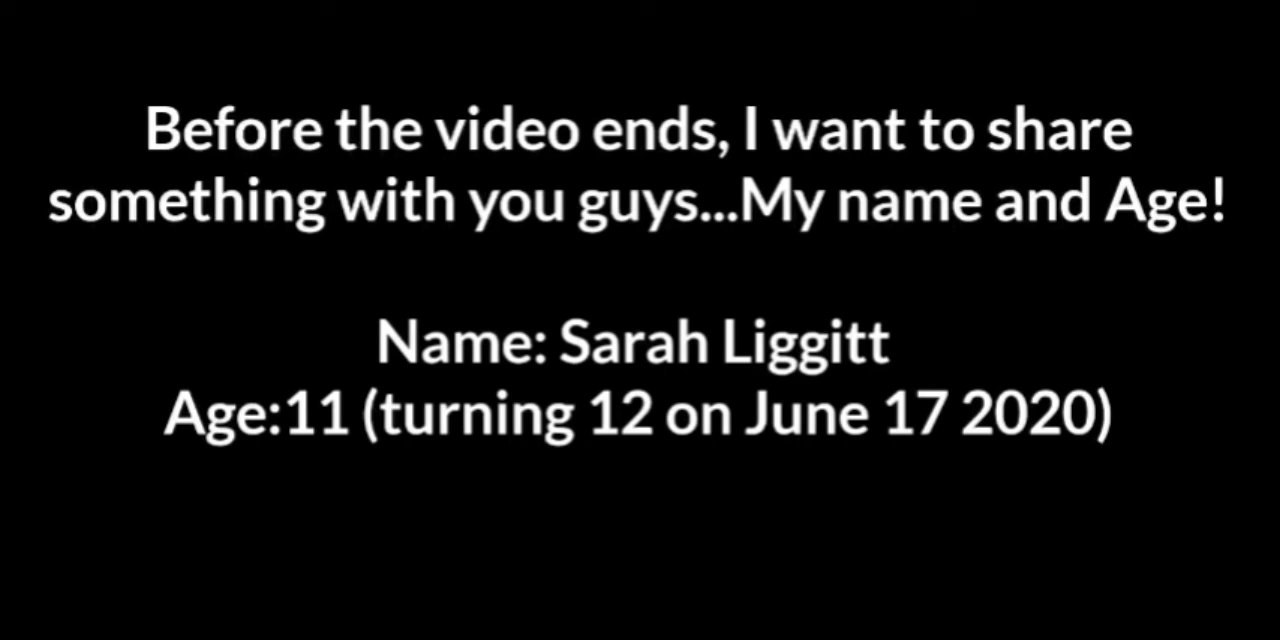 Before the video ends, I want to share
something with you guys...My name and Age!
Name: Sarah Liggitt
Age:11 (turning 12 on June 17 2020)